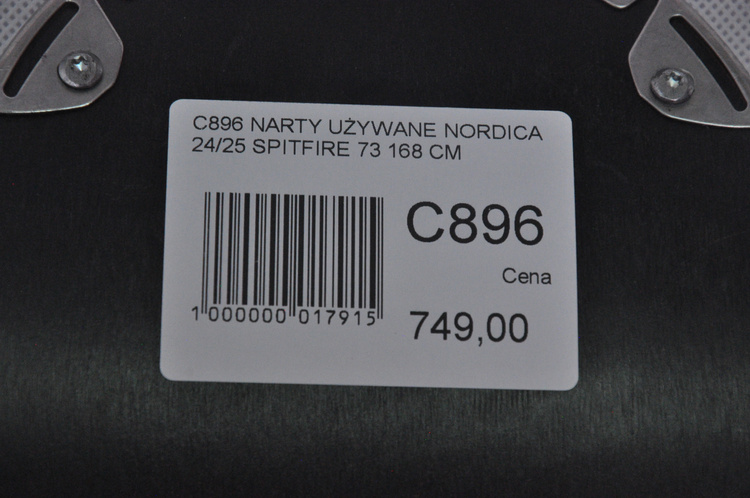 C896 NARTY UŻYWANE NORDICA
24/25 SPITFIRE 73 168 CM
C896
Cena
749,00
1 000000 017915